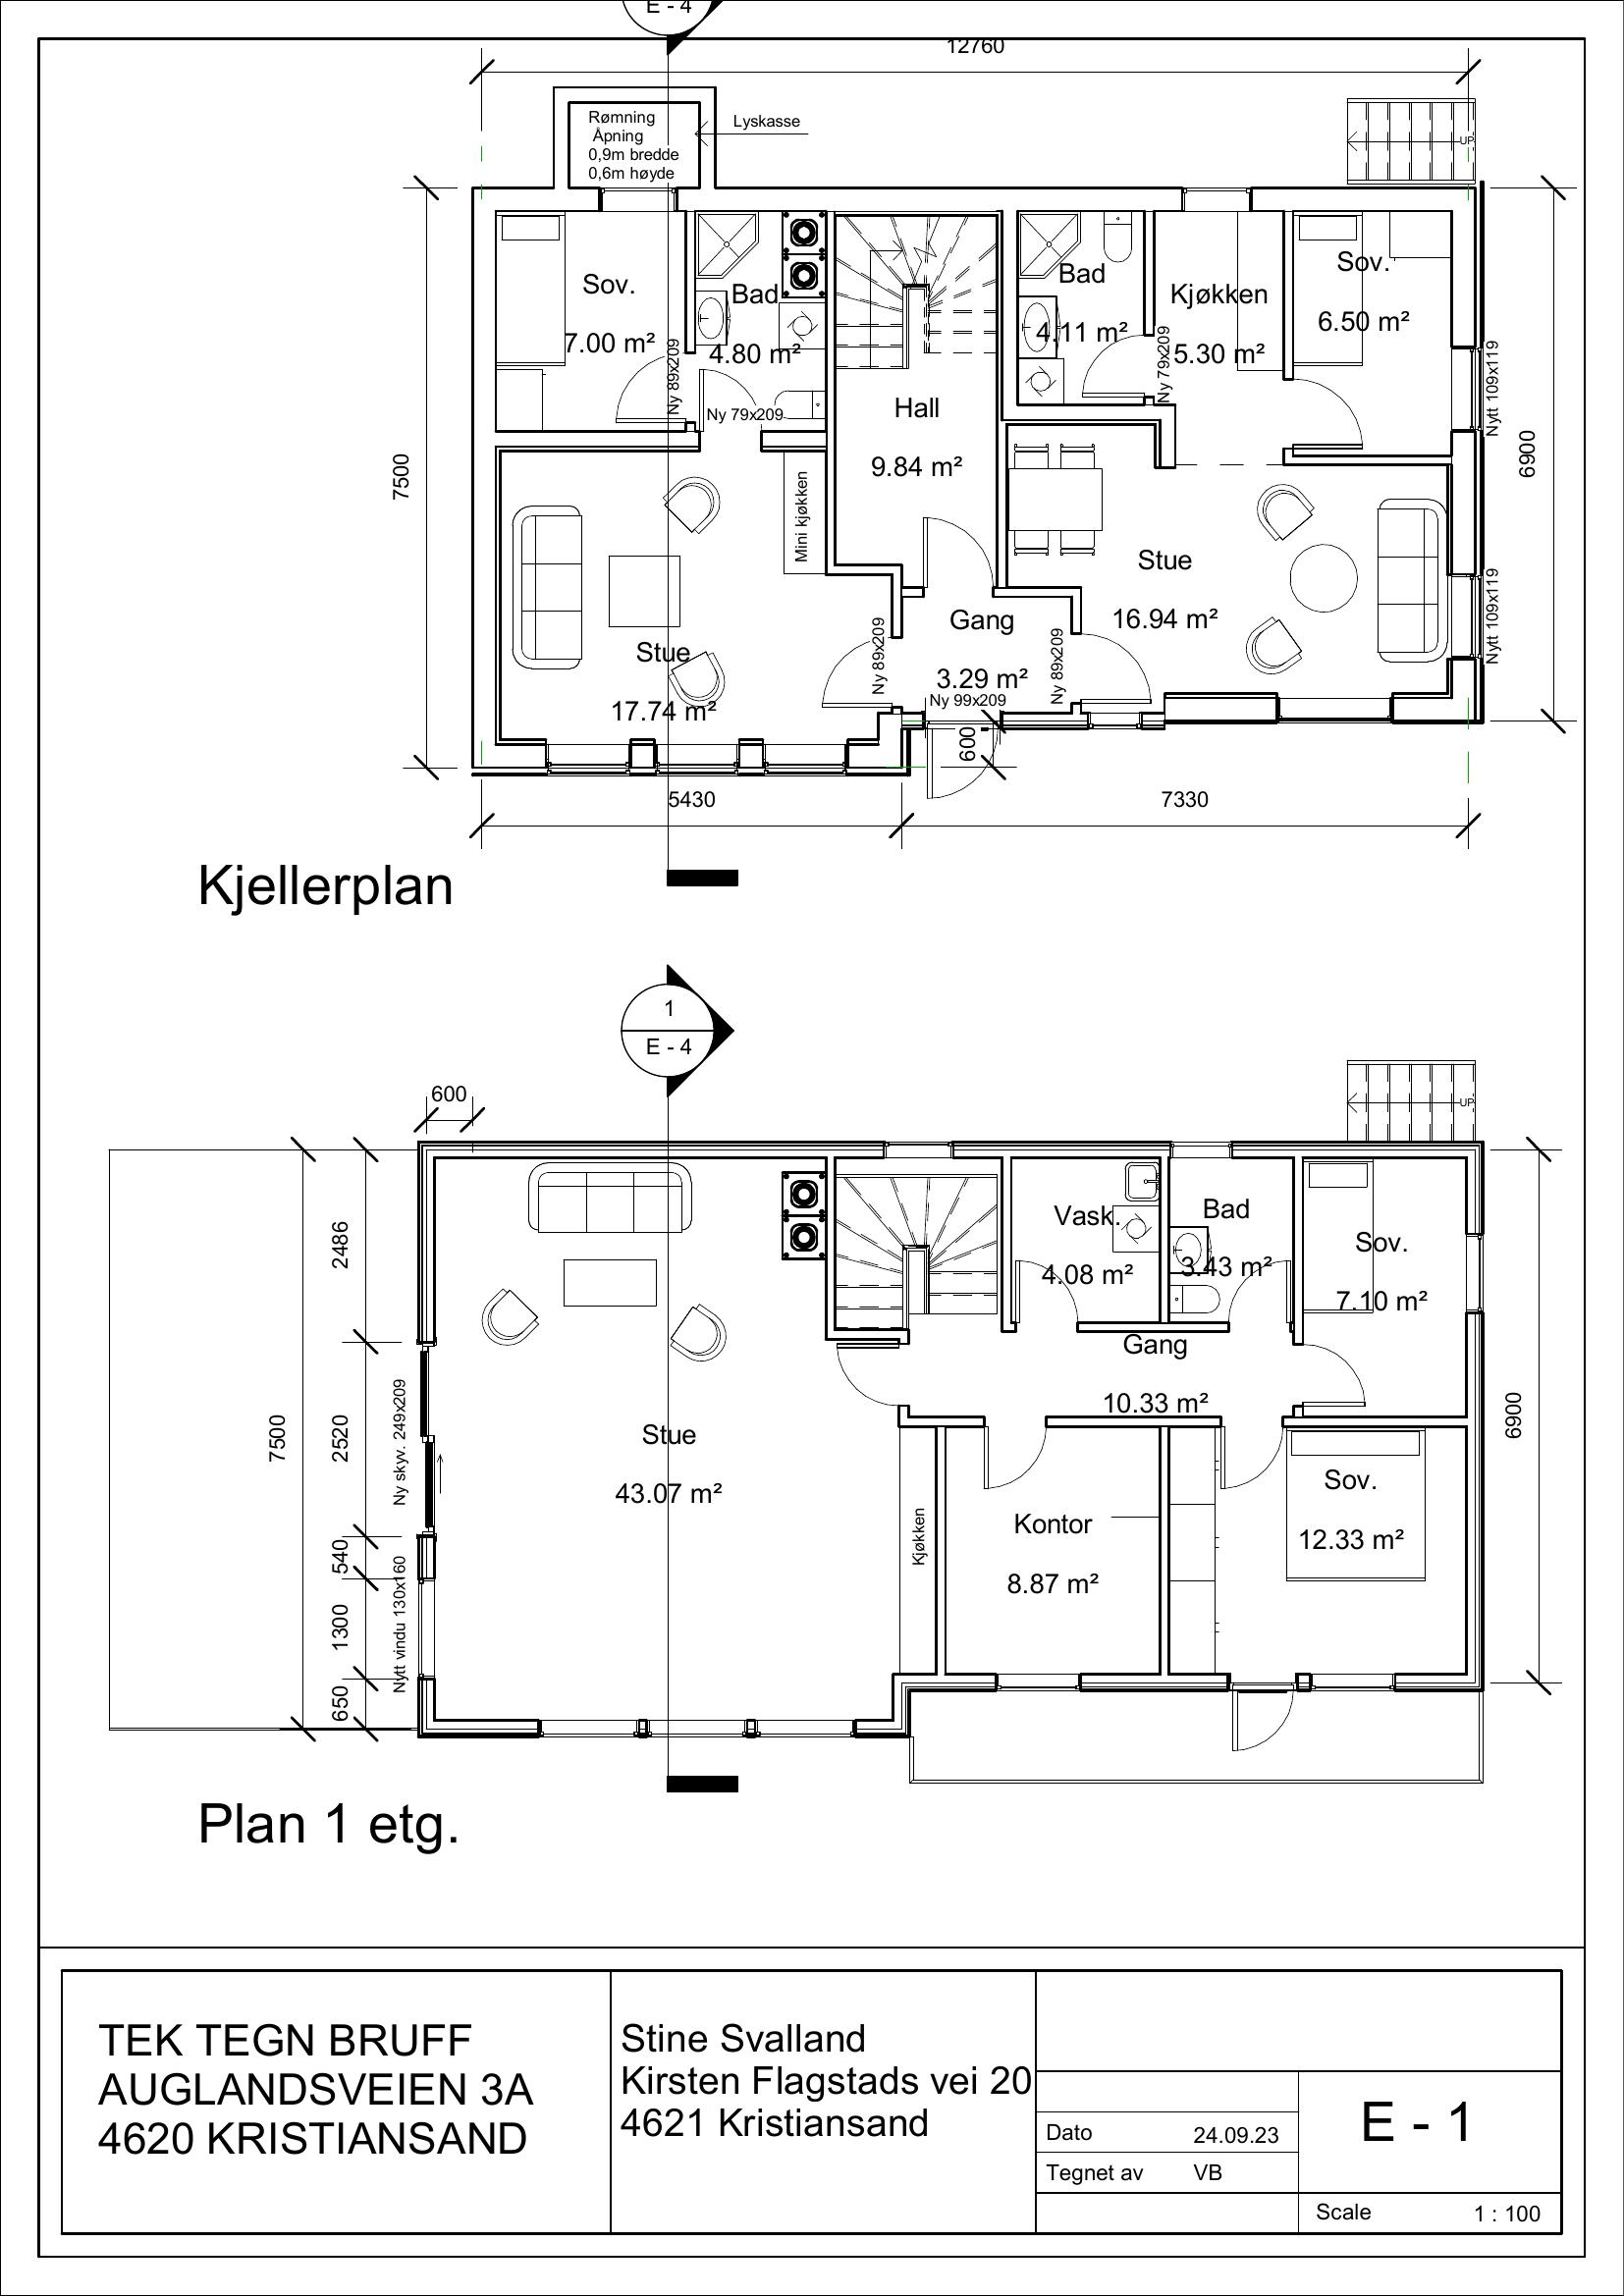 E - 4
12760
Rømning
Åpning
0,9m bredde
0,6m høyde
Lyskasse
UP
Sov.
7.00 m²
Bad
4.80 m²
Ny 89x209
Ny 79x209
Hall
9.84 m²
Bad
4.11 m²
Ny 79x209
Kjøkken
5.30 m²
Sov.
6.50 m²
Nytt 109x119
7500
6900
Mini kjøkken
Stue
17.74 m²
Ny 89x209
Gang
3.29 m²
Ny 99x209
Ny 89x209
Stue
16.94 m²
Nytt 109x119
600
5430
7330
Kjellerplan
1
E - 4
600
UP
2486
7500
2520
540
1300
650
Ny skyv. 249x209
Nytt vindu 130x160
Vask.
4.08 m²
Bad
3.43 m²
Sov.
7.10 m²
Gang
10.33 m²
6900
Stue
43.07 m²
Kjøkken
Kontor
8.87 m²
Sov.
12.33 m²
Plan 1 etg.
TEK TEGN BRUFF
AUGLANDSVEIEN 3A
4620 KRISTIANSAND
Stine Svalland
Kirsten Flagstads vei 20
4621 Kristiansand
Dato 24.09.23
Tegnet av VB
E - 1
Scale 1 : 100